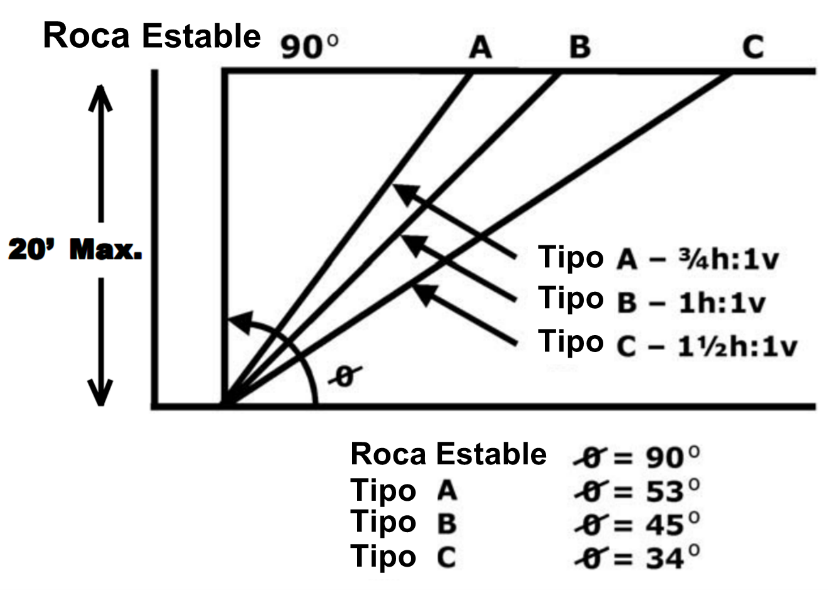 Roca Estable 90° A B C
20' Max.
Tipo A – ¾h:1v
Tipo B – 1h:1v
Tipo C – 1½h:1v
θ
Roca Estable θ = 90°
Tipo A θ = 53°
Tipo B θ = 45°
Tipo C θ = 34°